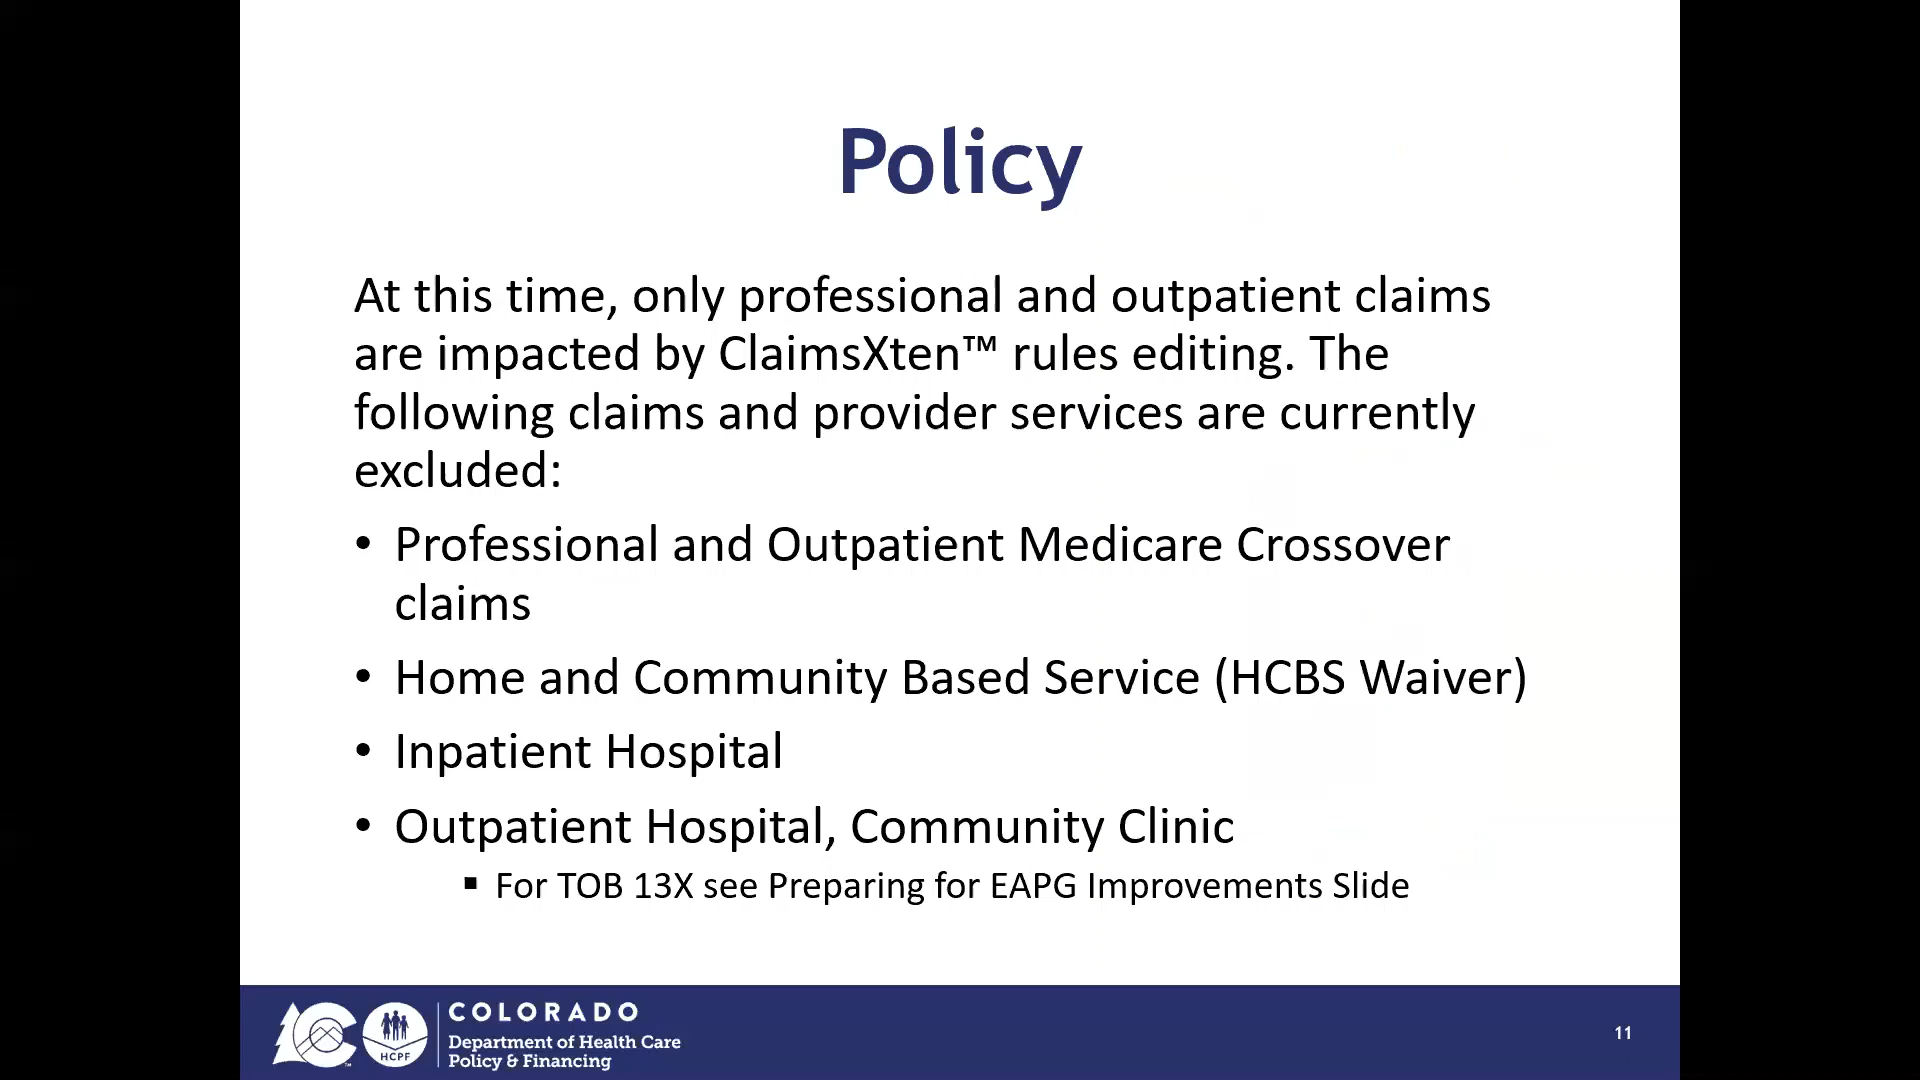 Policy
At this time, only professional and outpatient claims
are impacted by ClaimsXten™ rules editing. The
following claims and provider services are currently
excluded:
• Professional and Outpatient Medicare Crossover
claims
• Home and Community Based Service (HCBS Waiver)
• Inpatient Hospital
• Outpatient Hospital, Community Clinic
▪ For TOB 13X see Preparing for EAPG Improvements Slide
HCPF
COLORADO
Department of Health Care
Policy & Financing
11